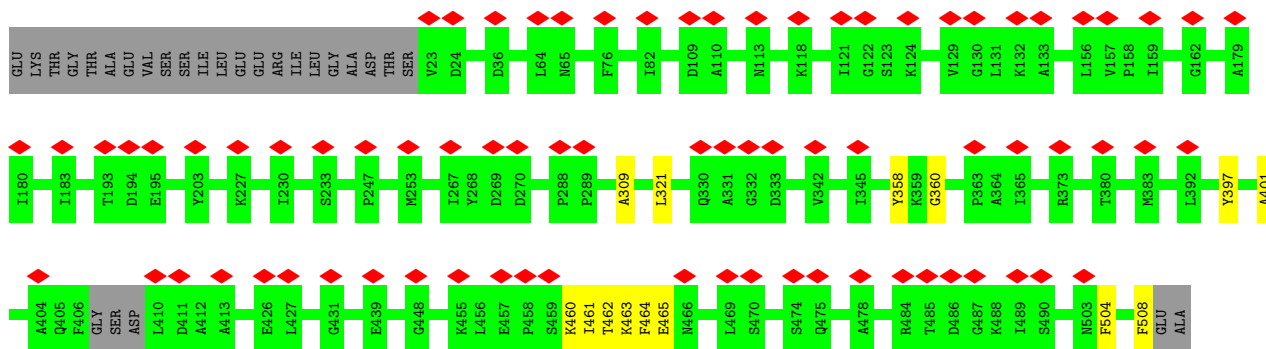 GLU LYS THR GLY THR ALA GLU VAL SER SER ILE LEU GLU GLU ARG ILE LEU GLY ALA ASP THR SER V23 D24 D36 L64 N65 F76 I82 D109 A110 N113 K118 I121 G122 S123 K124 V129 G130 L131 K132 A133 L156 V157 P158 I159 G162 A179
I180 I183 T193 D194 E195 Y203 K227 I230 S233 P247 M253 I267 Y268 D269 D270 P288 P289 A309 L321 Q330 A331 G332 D333 V342 I345 Y358 K359 G360 P363 A364 I365 R373 T380 M383 L392 Y397 A401
A404 Q405 F406 GLY SER ASP L410 D411 A412 A413 E426 L427 G431 E439 G448 K455 L456 E457 P458 S459 K460 I461 T462 K463 F464 E465 N466 L469 S470 S474 Q475 A478 R484 T485 D486 G487 K488 I489 S490 N503 F504 F508 GLU ALA